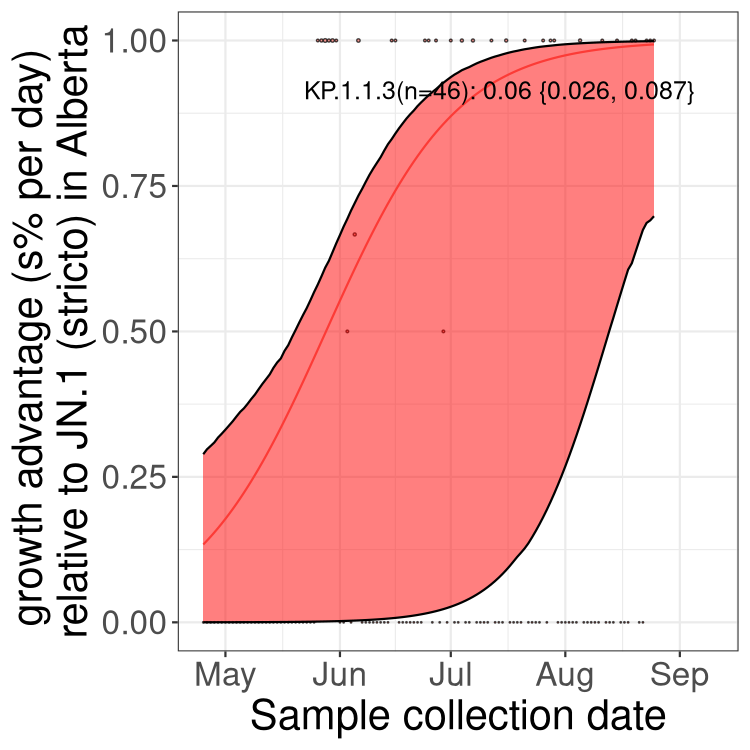 growth advantage (s% per day)
relative to JN.1 (stricto) in Alberta
1.00
0.75
0.50
0.25
0.00
KP.1.1.3(n=46): 0.06 {0.026, 0.087}
May Jun Jul Aug Sep
Sample collection date